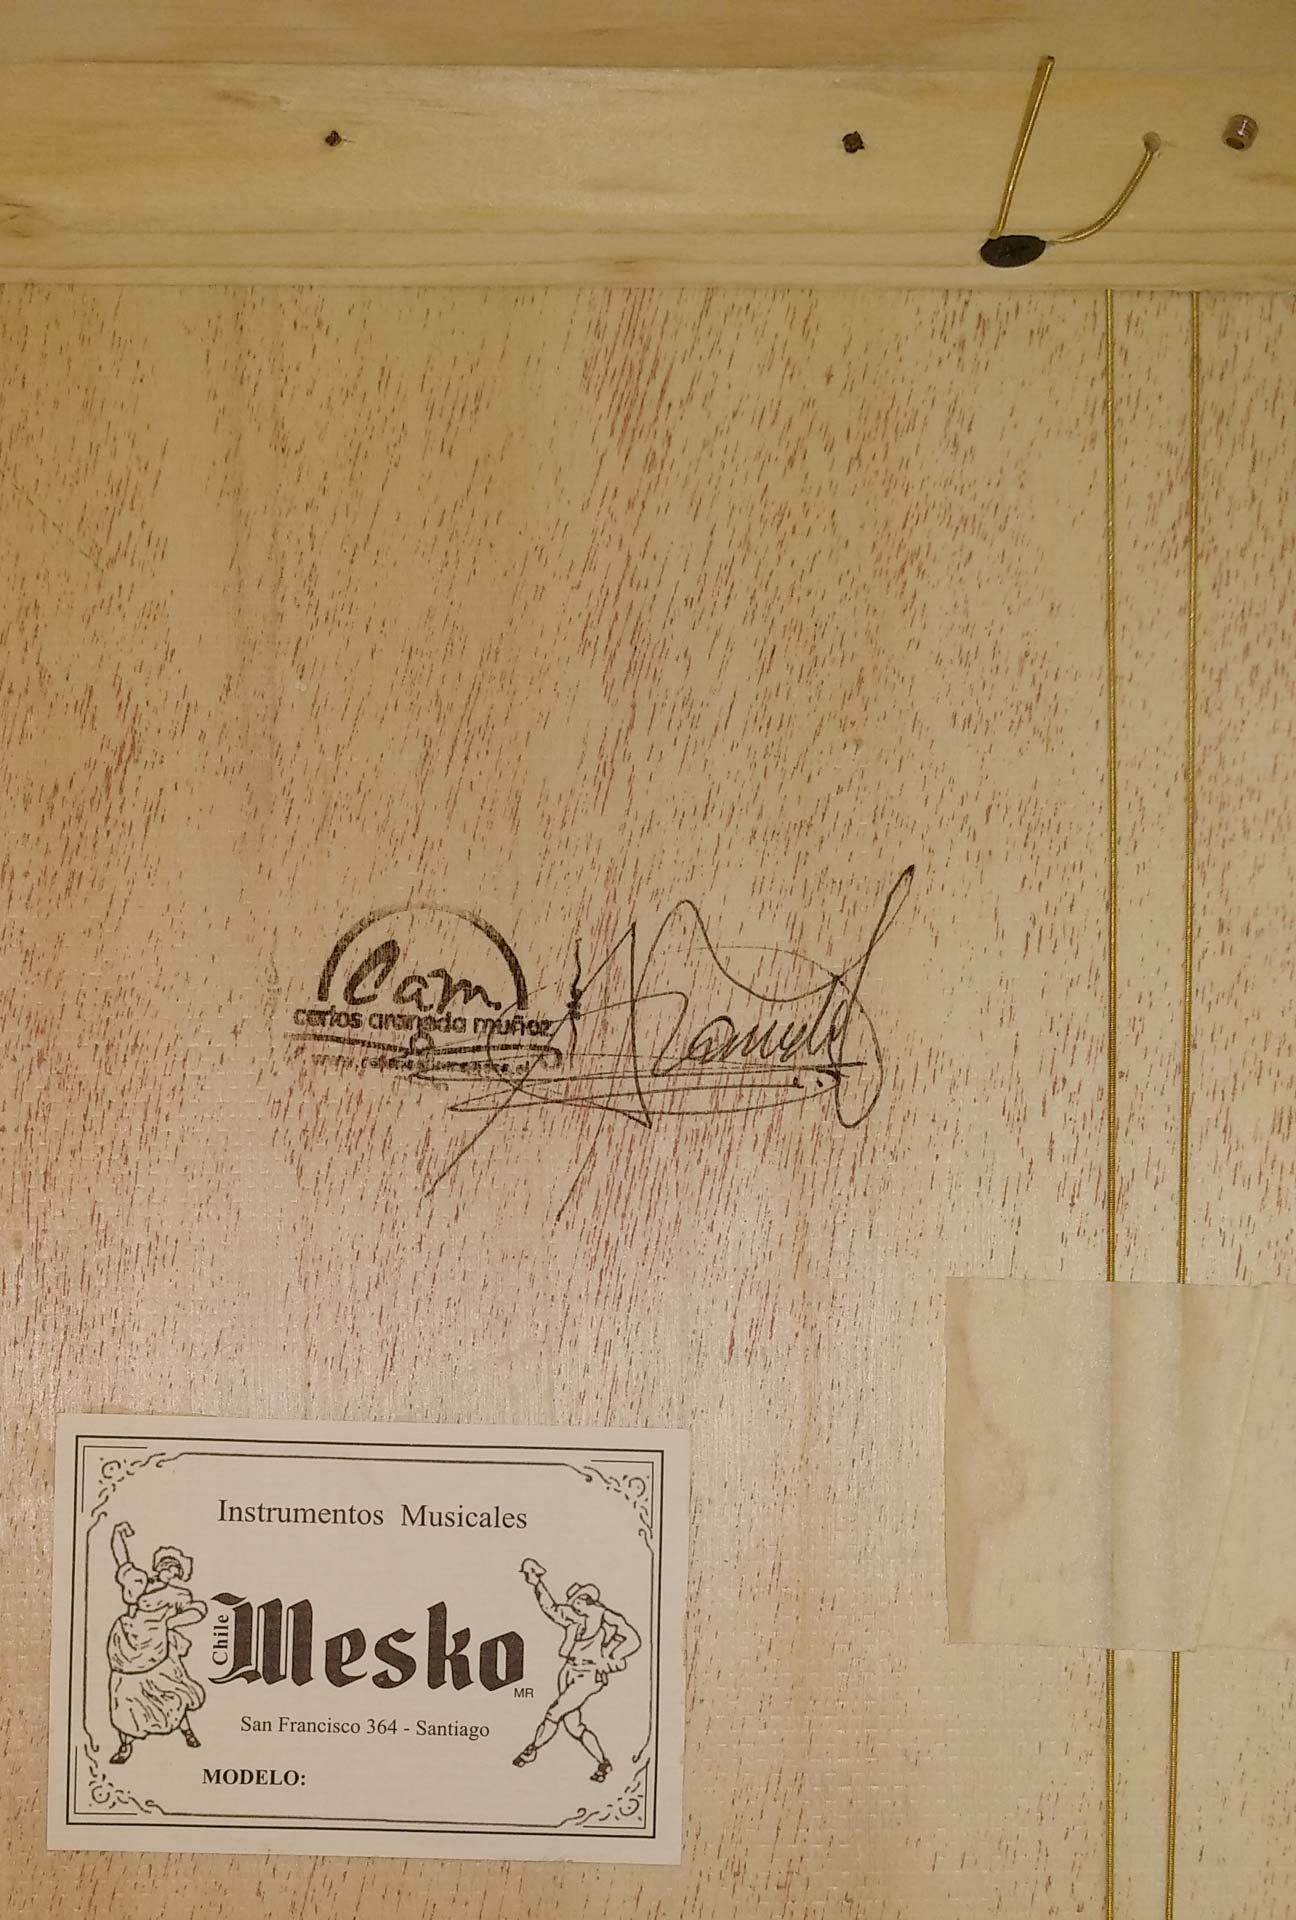 Cam
carlos araneda muñoz
Instrumentos Musicales
Chile
Mesko
MR
San Francisco 364 - Santiago
MODELO: